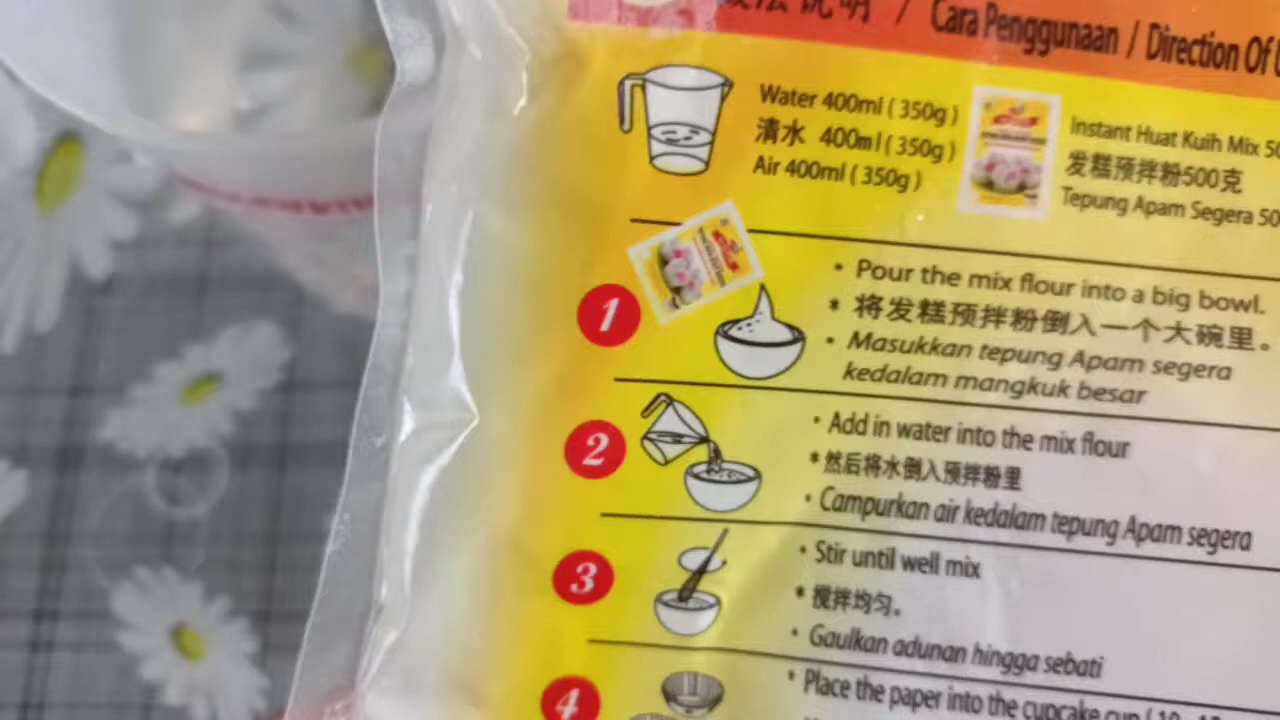 做法说明 / Cara Penggunaan / Direction Of
Water 400ml ( 350g )
清水 400ml ( 350g )
Air 400ml ( 350g )
Instant Huat Kuih Mix 50
发糕预拌粉500克
Tepung Apam Segera 50
1
• Pour the mix flour into a big bowl.
* 将发糕预拌粉倒入一个大碗里。
• Masukkan tepung Apam segera
kedalam mangkuk besar
2
• Add in water into the mix flour
* 然后将水倒入预拌粉里
• Campurkan air kedalam tepung Apam segera
3
• Stir until well mix
* 搅拌均匀。
• Gaulkan adunan hingga sebati
4
• Place the paper into the cupcake cup